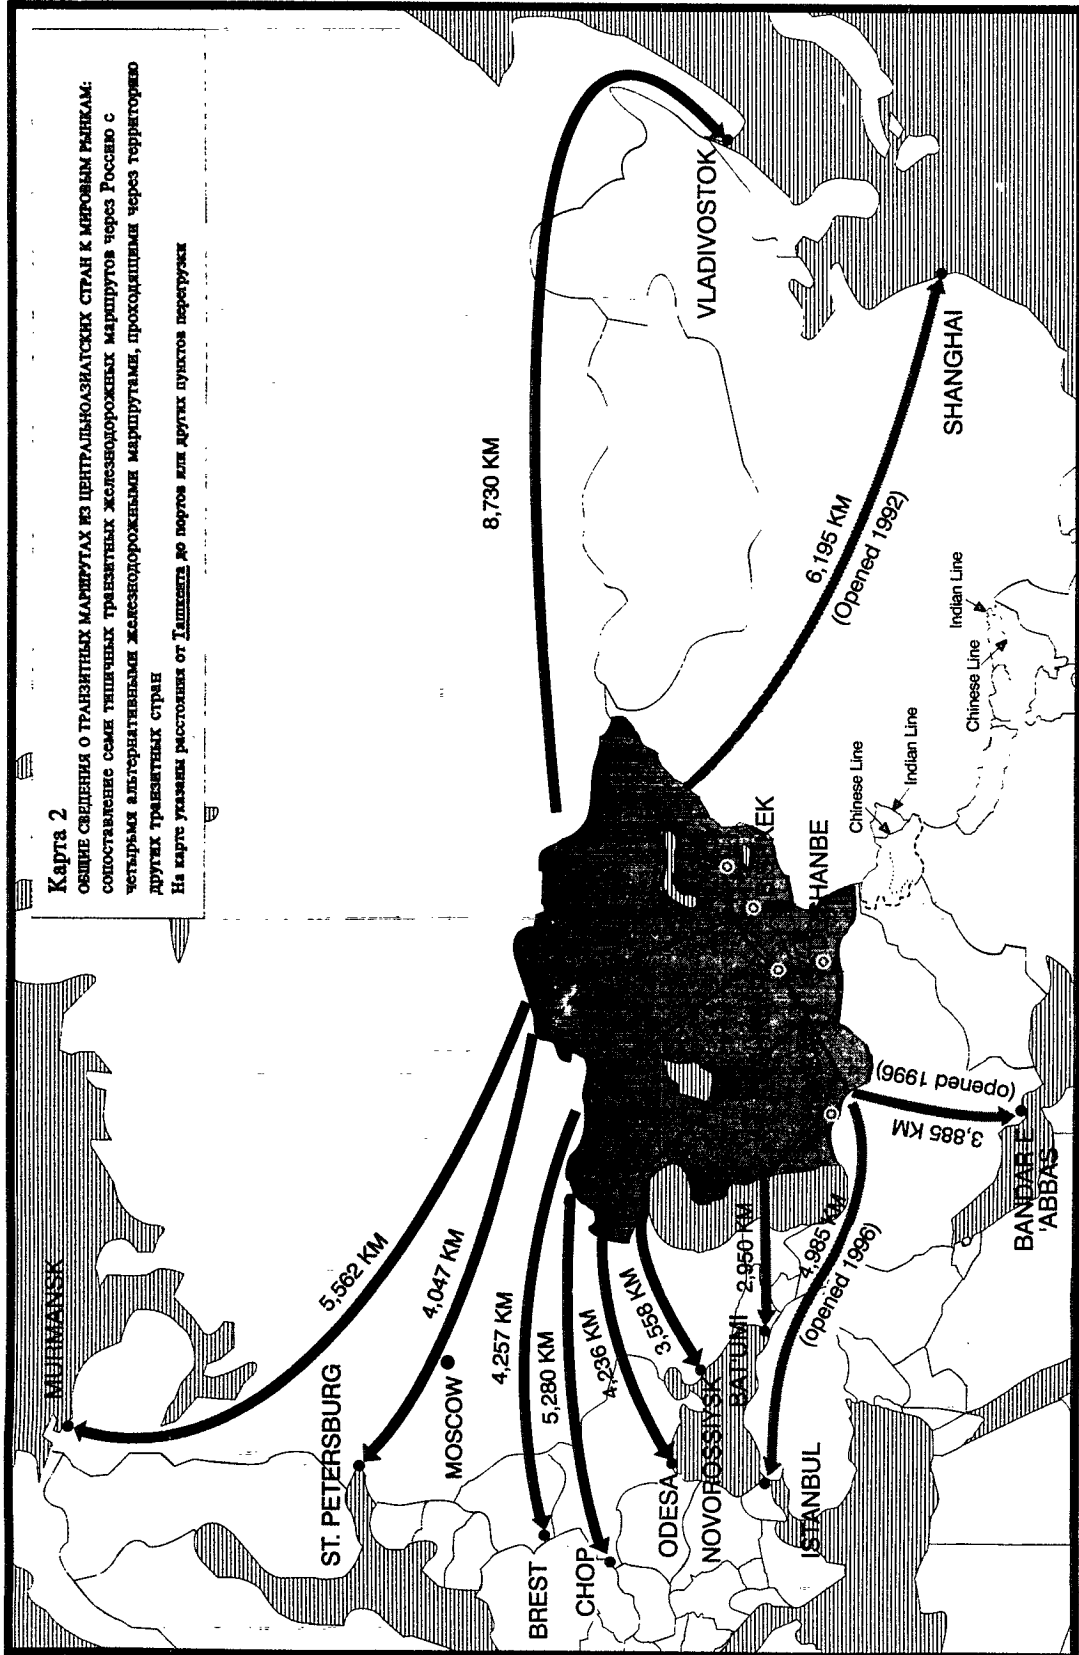 Карта 2
ОБЩИЕ СВЕДЕНИЯ О ТРАНЗИТНЫХ МАРШРУТАХ ИЗ ЦЕНТРАЛЬНОАЗИАТСКИХ СТРАН К МИРОВЫМ РЫНКАМ:
сопоставление семи типичных транзитных железнодорожных маршрутов через Россию с
четырьмя альтернативными железнодорожными маршрутами, проходящими через территорию
других транзитных стран
На карте указаны расстояния от Ташкента до портов или других пунктов перегрузки
MURMANSK
5,562 KM
ST. PETERSBURG
4,047 KM
MOSCOW
8,730 KM
VLADIVOSTOK
BREST
4,257 KM
CHOP
5,280 KM
ODESA
4,236 KM
NOVOROSSIYSK
3,558 KM
BATUMI
2,950 KM
ISTANBUL
4,985 KM
(opened 1996)
3,885 KM
(opened 1996)
BANDAR E
'ABBAS
KEK
HANBE
6,195 KM
(Opened 1992)
SHANGHAI
Chinese Line
Indian Line
Chinese Line
Indian Line